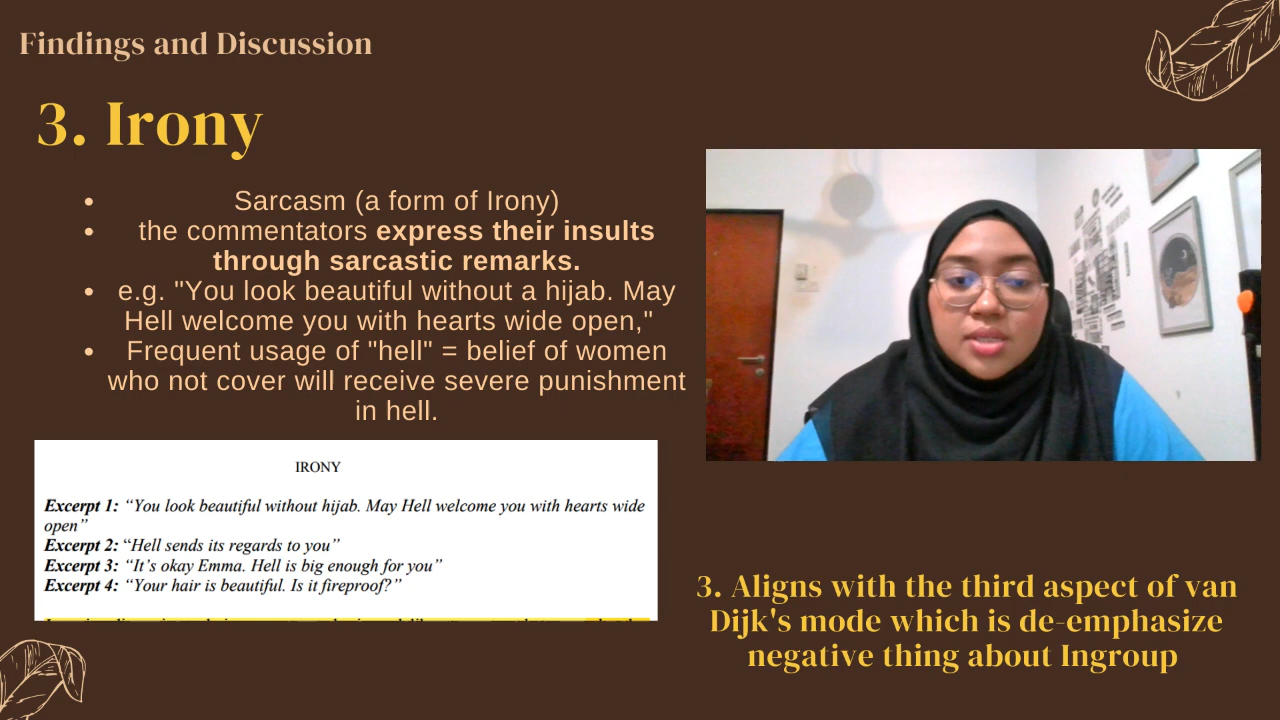 Findings and Discussion
3. Irony
• Sarcasm (a form of Irony)
• the commentators express their insults
through sarcastic remarks.
• e.g. "You look beautiful without a hijab. May
Hell welcome you with hearts wide open,"
• Frequent usage of "hell" = belief of women
who not cover will receive severe punishment
in hell.
IRONY
Excerpt 1: “You look beautiful without hijab. May Hell welcome you with hearts wide
open”
Excerpt 2: “Hell sends its regards to you”
Excerpt 3: “It’s okay Emma. Hell is big enough for you”
Excerpt 4: “Your hair is beautiful. Is it fireproof?”
3. Aligns with the third aspect of van
Dijk's mode which is de-emphasize
negative thing about Ingroup